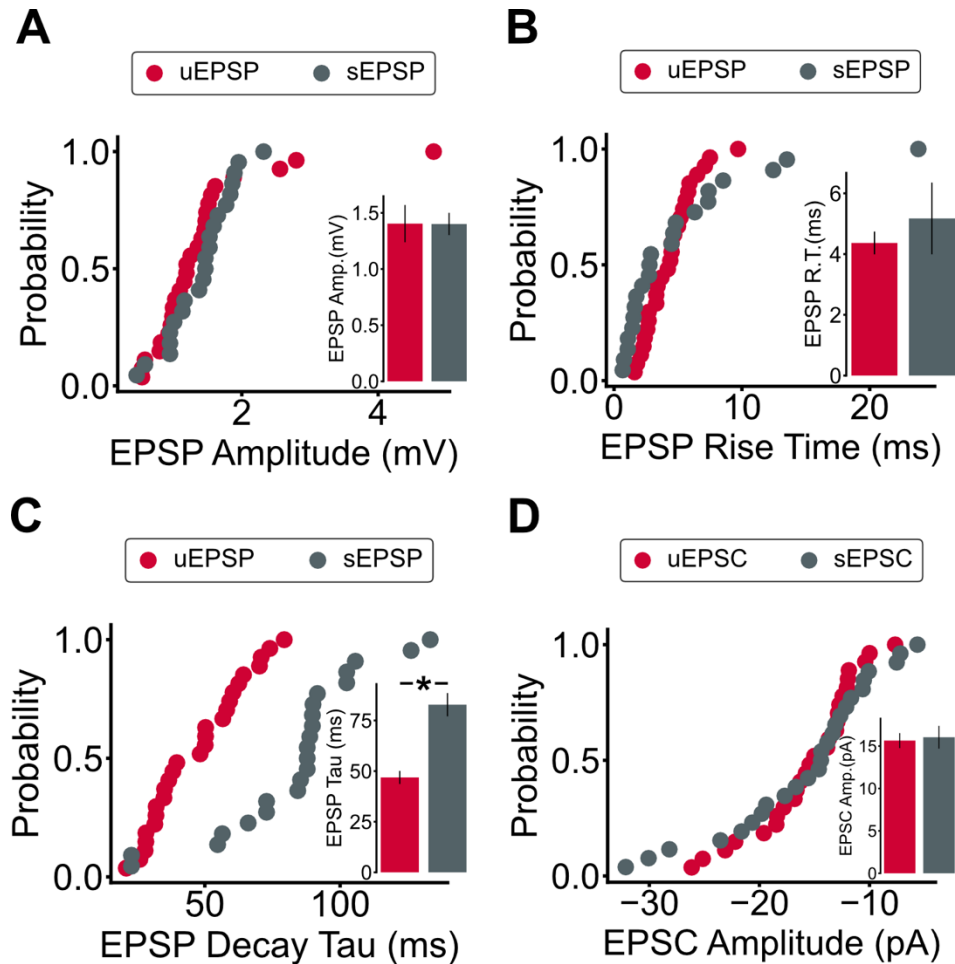 A
uEPSP sEPSP
Probability
1.0
0.5
0.0
2 4
EPSP Amplitude (mV)
EPSP Amp.(mV)
1.5
1.0
0.5
0.0
B
uEPSP sEPSP
Probability
1.0
0.5
0.0
0 10 20
EPSP Rise Time (ms)
EPSP R.T.(ms)
6
4
2
0
C
uEPSP sEPSP
Probability
1.0
0.5
0.0
50 100
EPSP Decay Tau (ms)
EPSP Tau (ms)
75
50
25
0
-*-
D
uEPSC sEPSC
Probability
1.0
0.5
0.0
−30 −20 −10
EPSC Amplitude (pA)
EPSC Amp.(pA)
15
10
5
0